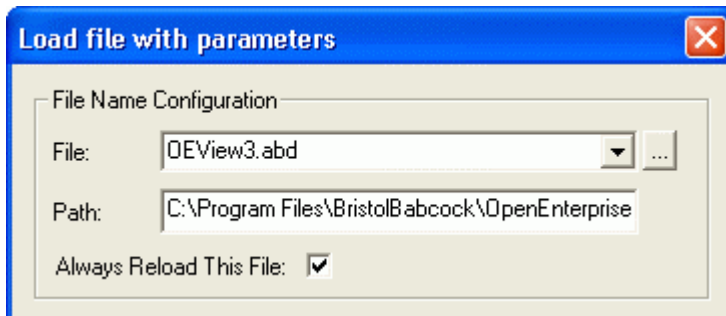 Load file with parameters
File Name Configuration
File: OEView3.abd ...
Path: C:\Program Files\BristolBabcock\OpenEnterprise
Always Reload This File: